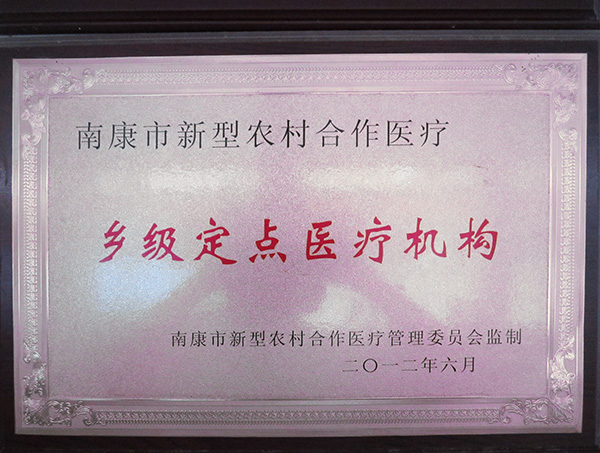 南康市新型农村合作医疗
乡级定点医疗机构
南康市新型农村合作医疗管理委员会监制
二〇一二年六月